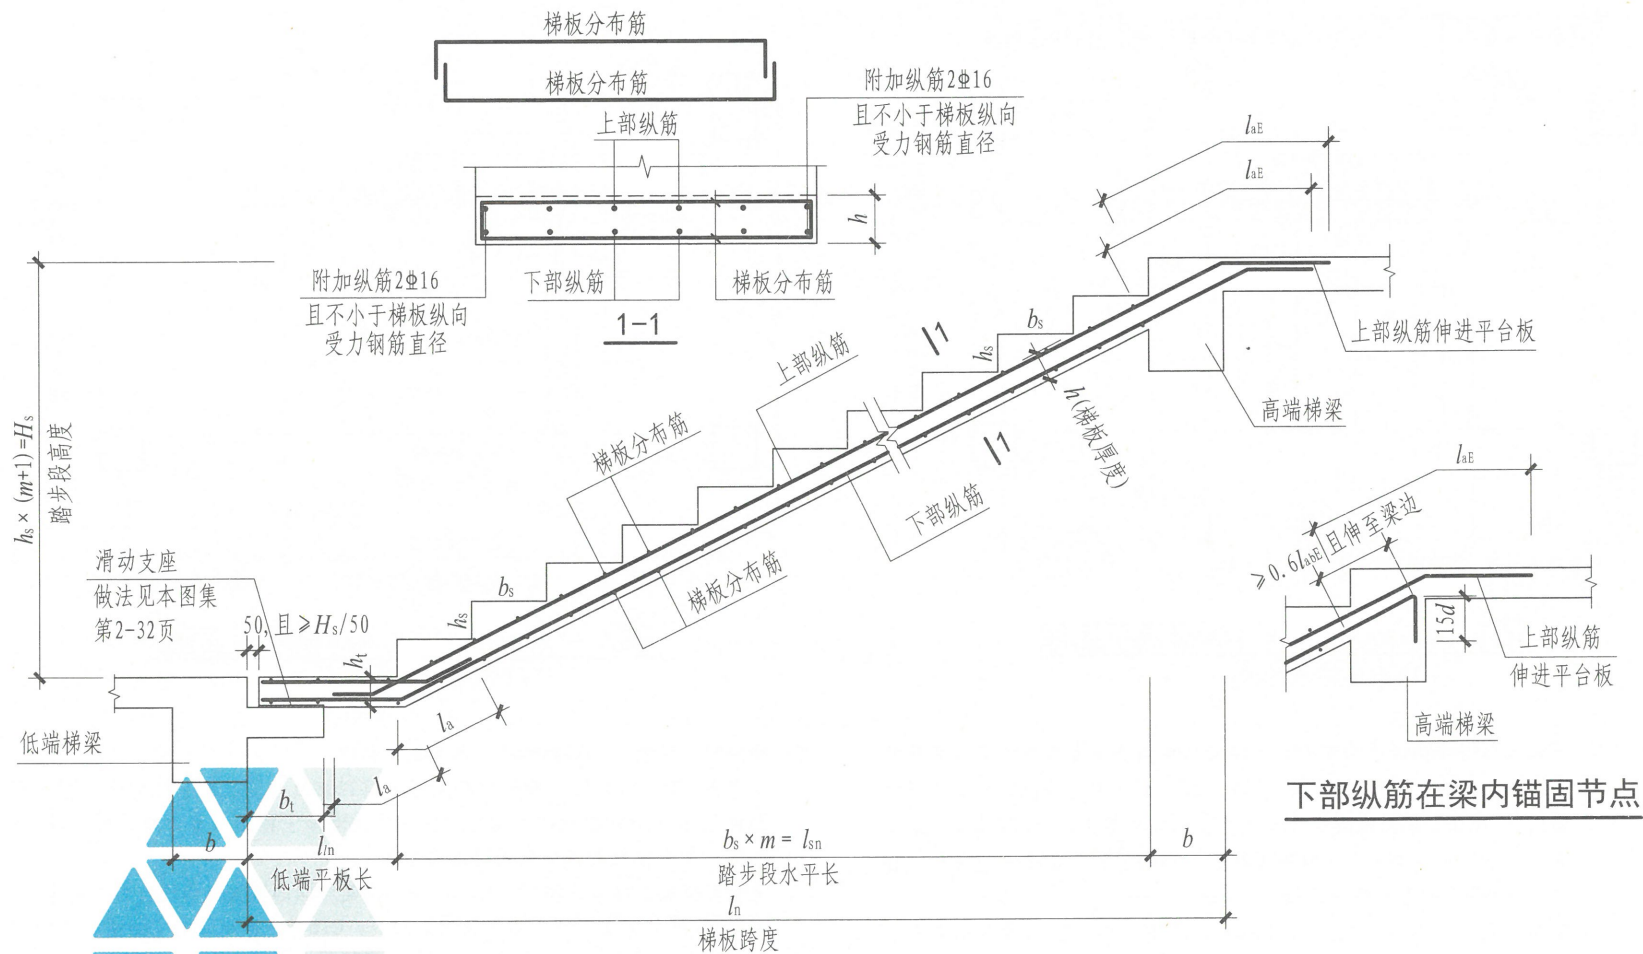 梯板分布筋
梯板分布筋
上部纵筋
附加纵筋2⌀16
且不小于梯板纵向
受力钢筋直径
h
附加纵筋2⌀16
且不小于梯板纵向
受力钢筋直径
下部纵筋
梯板分布筋
1-1
laE
laE
上部纵筋伸进平台板
高端梯梁
bs
hs
1
1
h(梯板厚度)
上部纵筋
梯板分布筋
下部纵筋
梯板分布筋
hs×(m+1)=Hs
踏步段高度
滑动支座
做法见本图集
第2-32页
50,且≥Hs/50
bs
hs
ht
la
la
低端梯梁
bt
b
lln
低端平板长
bs×m=lsn
踏步段水平长
b
ln
梯板跨度
laE
≥0.6labE且伸至梁边
15d
上部纵筋
伸进平台板
高端梯梁
下部纵筋在梁内锚固节点